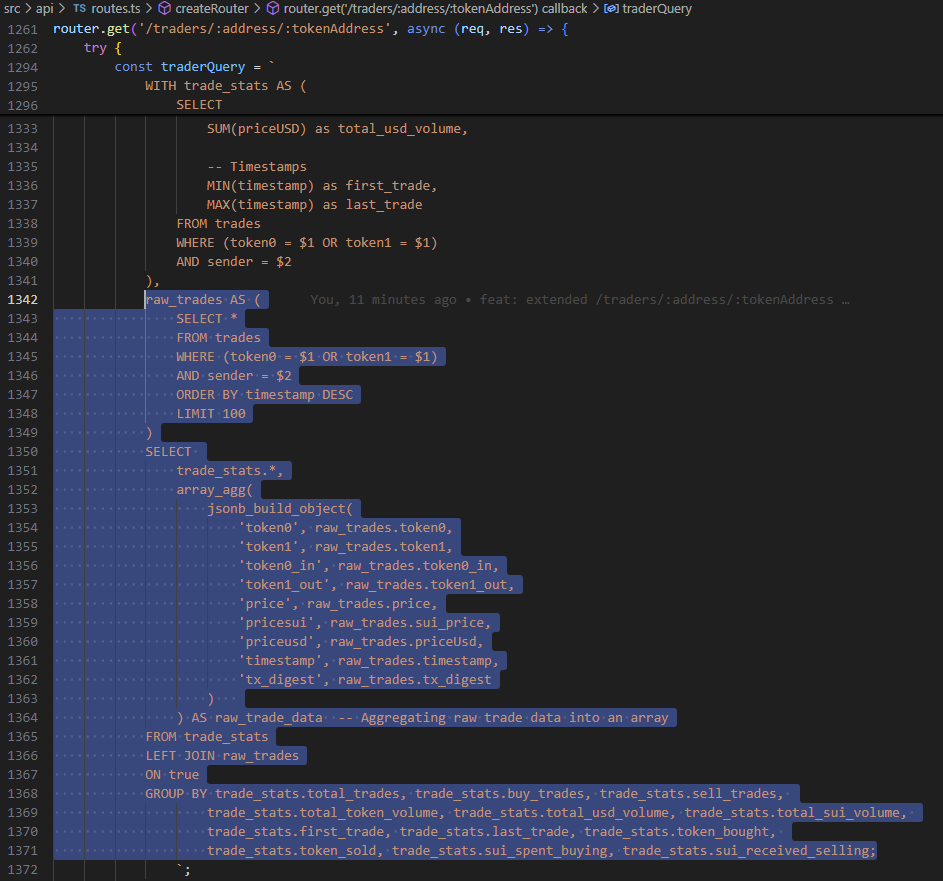 src > api > TS routes.ts > createRouter > router.get('/traders/:address/:tokenAddress') callback > traderQuery
1261 router.get('/traders/:address/:tokenAddress', async (req, res) => {
1262 try {
1294 const traderQuery = `
1295 WITH trade_stats AS (
1296 SELECT
1333 SUM(priceUSD) as total_usd_volume,
1334
1335 -- Timestamps
1336 MIN(timestamp) as first_trade,
1337 MAX(timestamp) as last_trade
1338 FROM trades
1339 WHERE (token0 = $1 OR token1 = $1)
1340 AND sender = $2
1341 ),
1342 raw_trades AS ( You, 11 minutes ago • feat: extended /traders/:address/:tokenAddress …
1343 SELECT *
1344 FROM trades
1345 WHERE (token0 = $1 OR token1 = $1)
1346 AND sender = $2
1347 ORDER BY timestamp DESC
1348 LIMIT 100
1349 )
1350 SELECT
1351 trade_stats.*,
1352 array_agg(
1353 jsonb_build_object(
1354 'token0', raw_trades.token0,
1355 'token1', raw_trades.token1,
1356 'token0_in', raw_trades.token0_in,
1357 'token1_out', raw_trades.token1_out,
1358 'price', raw_trades.price,
1359 'pricesui', raw_trades.sui_price,
1360 'priceusd', raw_trades.priceUsd,
1361 'timestamp', raw_trades.timestamp,
1362 'tx_digest', raw_trades.tx_digest
1363 )
1364 ) AS raw_trade_data -- Aggregating raw trade data into an array
1365 FROM trade_stats
1366 LEFT JOIN raw_trades
1367 ON true
1368 GROUP BY trade_stats.total_trades, trade_stats.buy_trades, trade_stats.sell_trades,
1369 trade_stats.total_token_volume, trade_stats.total_usd_volume, trade_stats.total_sui_volume,
1370 trade_stats.first_trade, trade_stats.last_trade, trade_stats.token_bought,
1371 trade_stats.token_sold, trade_stats.sui_spent_buying, trade_stats.sui_received_selling;
1372 `;